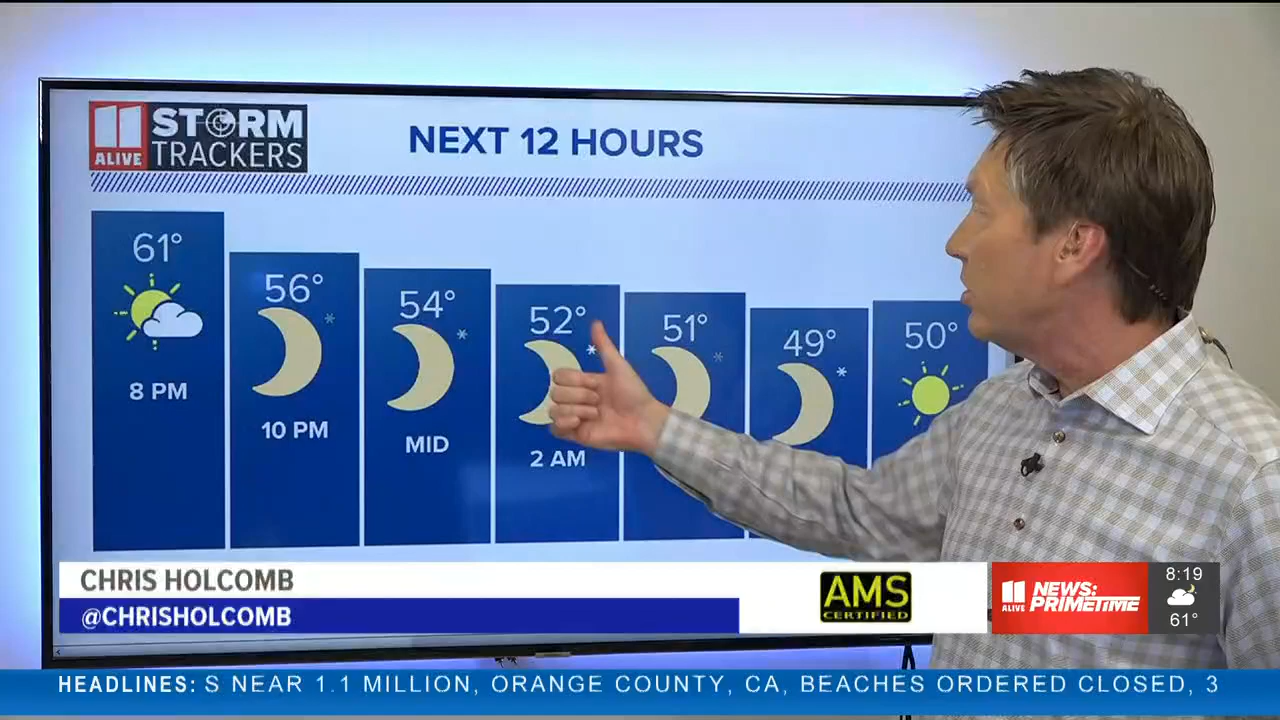 11 ALIVE
STORM TRACKERS
NEXT 12 HOURS
61°
8 PM
56°
10 PM
54°
MID
52°
2 AM
51°
49°
50°
CHRIS HOLCOMB
@CHRISHOLCOMB
AMS
CERTIFIED
11 ALIVE
NEWS:
PRIMETIME
8:19
61°
HEADLINES: S NEAR 1.1 MILLION, ORANGE COUNTY, CA, BEACHES ORDERED CLOSED, 3